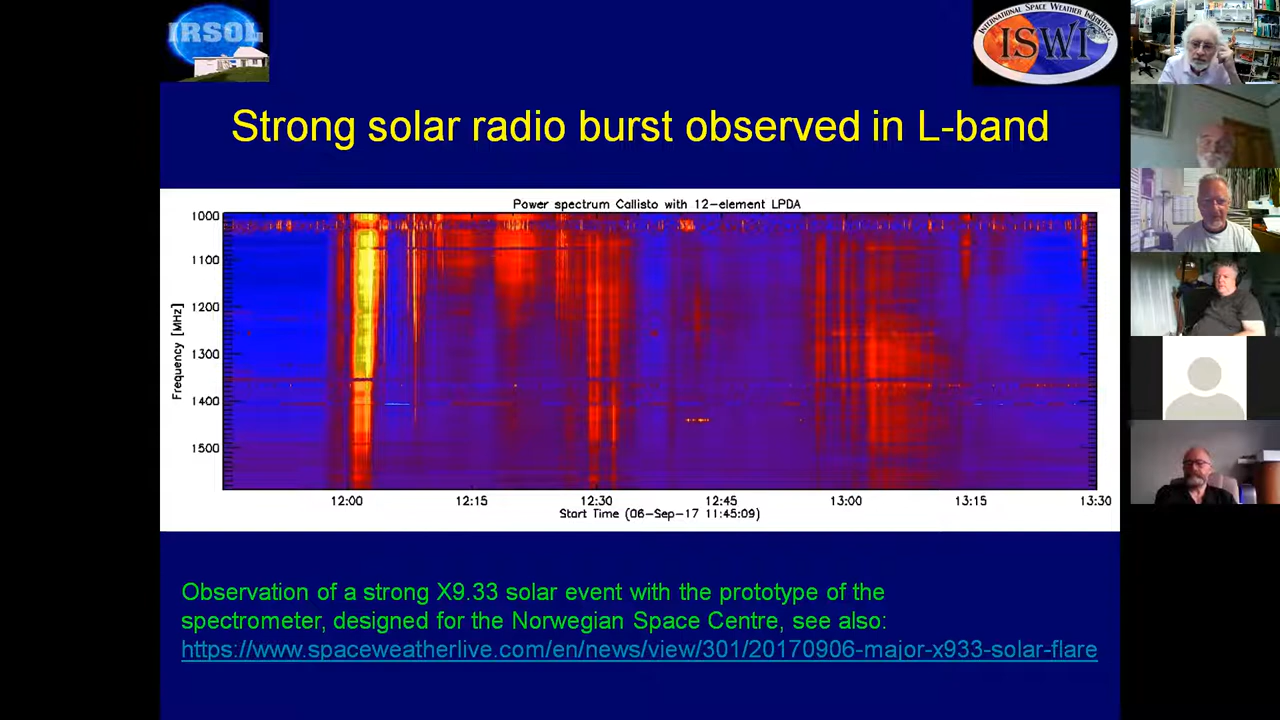 IRSOL
INTERNATIONAL SPACE WEATHER INITIATIVE
ISWI
Strong solar radio burst observed in L-band
Power spectrum Callisto with 12-element LPDA
Frequency [MHz]
1000
1100
1200
1300
1400
1500
12:00 12:15 12:30 12:45 13:00 13:15 13:30
Start Time (06-Sep-17 11:45:09)
Observation of a strong X9.33 solar event with the prototype of the
spectrometer, designed for the Norwegian Space Centre, see also:
https://www.spaceweatherlive.com/en/news/view/301/20170906-major-x933-solar-flare